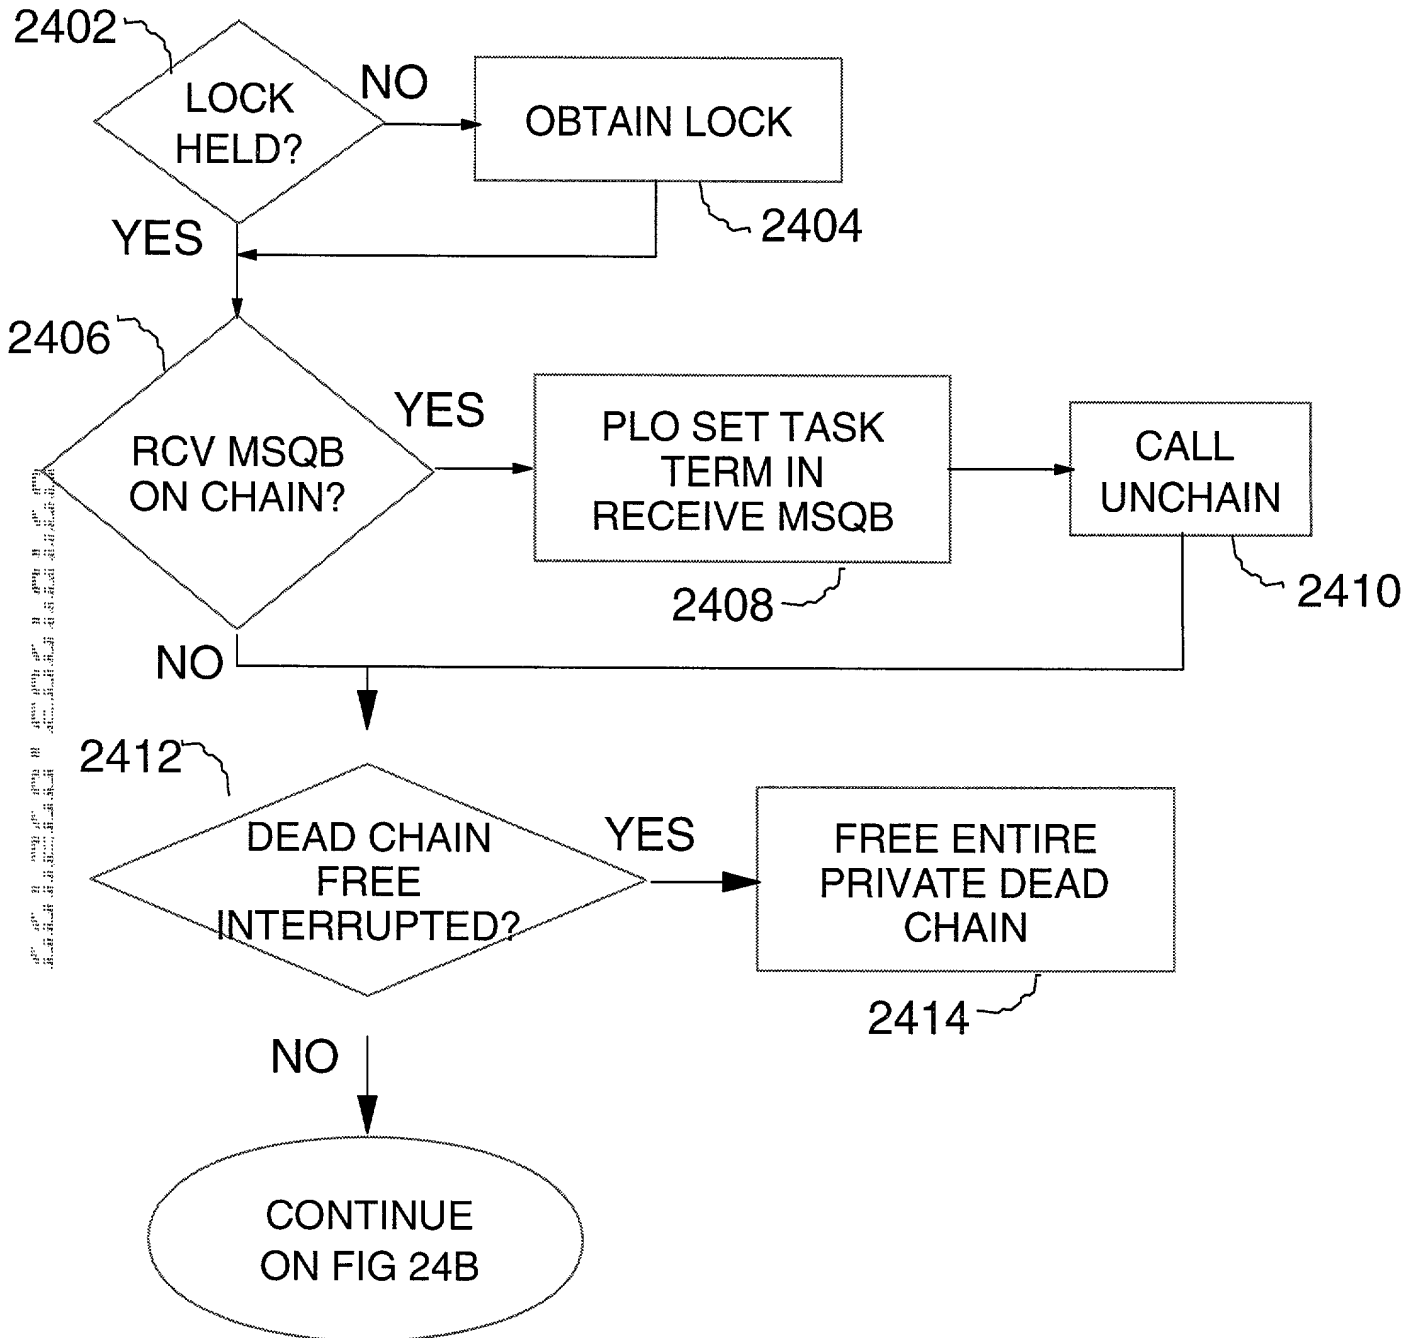 2402
LOCK
HELD?
NO
OBTAIN LOCK
2404
YES
2406
RCV MSQB
ON CHAIN?
YES
PLO SET TASK
TERM IN
RECEIVE MSQB
2408
CALL
UNCHAIN
2410
NO
2412
DEAD CHAIN
FREE
INTERRUPTED?
YES
FREE ENTIRE
PRIVATE DEAD
CHAIN
2414
NO
CONTINUE
ON FIG 24B